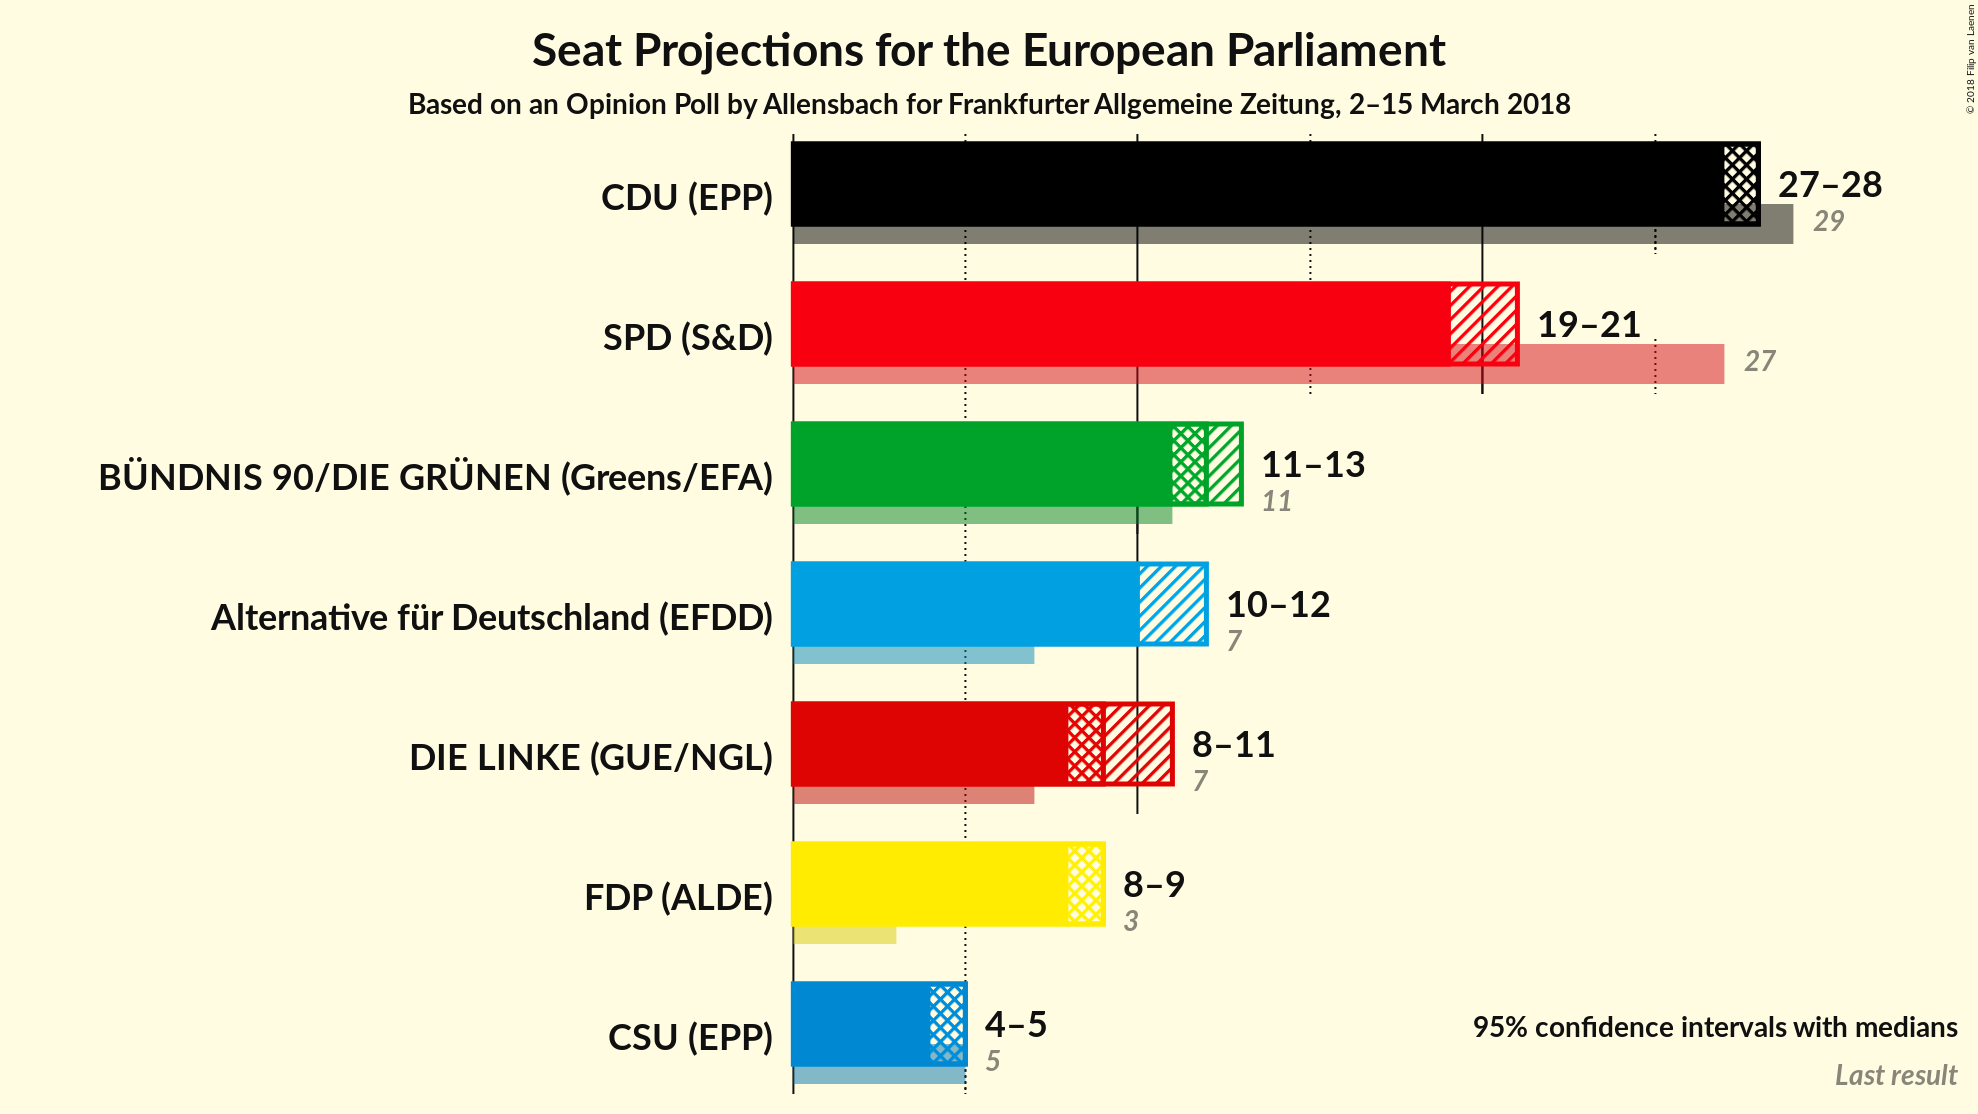 Seat Projections for the European Parliament
Based on an Opinion Poll by Allensbach for Frankfurter Allgemeine Zeitung, 2–15 March 2018
© 2018 Filip van Laenen
CDU (EPP)
27–28
29
SPD (S&D)
19–21
27
BÜNDNIS 90/DIE GRÜNEN (Greens/EFA)
11–13
11
Alternative für Deutschland (EFDD)
10–12
7
DIE LINKE (GUE/NGL)
8–11
7
FDP (ALDE)
8–9
3
CSU (EPP)
4–5
5
95% confidence intervals with medians
Last result